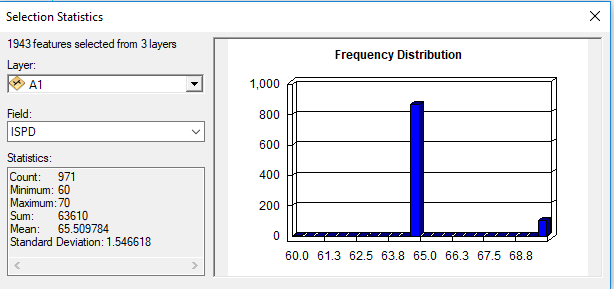 Selection Statistics
1943 features selected from 3 layers
Layer:
A1
Field:
ISPD
Statistics:
Count: 971
Minimum: 60
Maximum: 70
Sum: 63610
Mean: 65.509784
Standard Deviation: 1.546618
Frequency Distribution
1,000
800
600
400
200
0
60.0 61.3 62.5 63.8 65.0 66.3 67.5 68.8